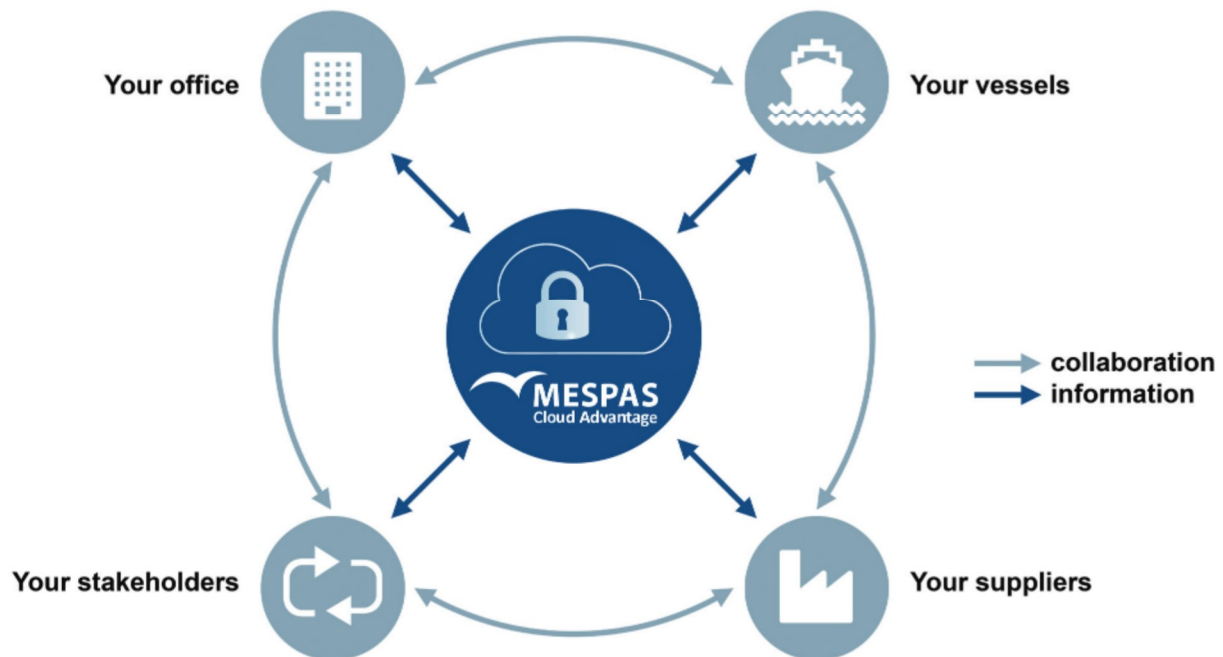 Your office
Your vessels
MESPAS
Cloud Advantage
collaboration
information
Your stakeholders
Your suppliers